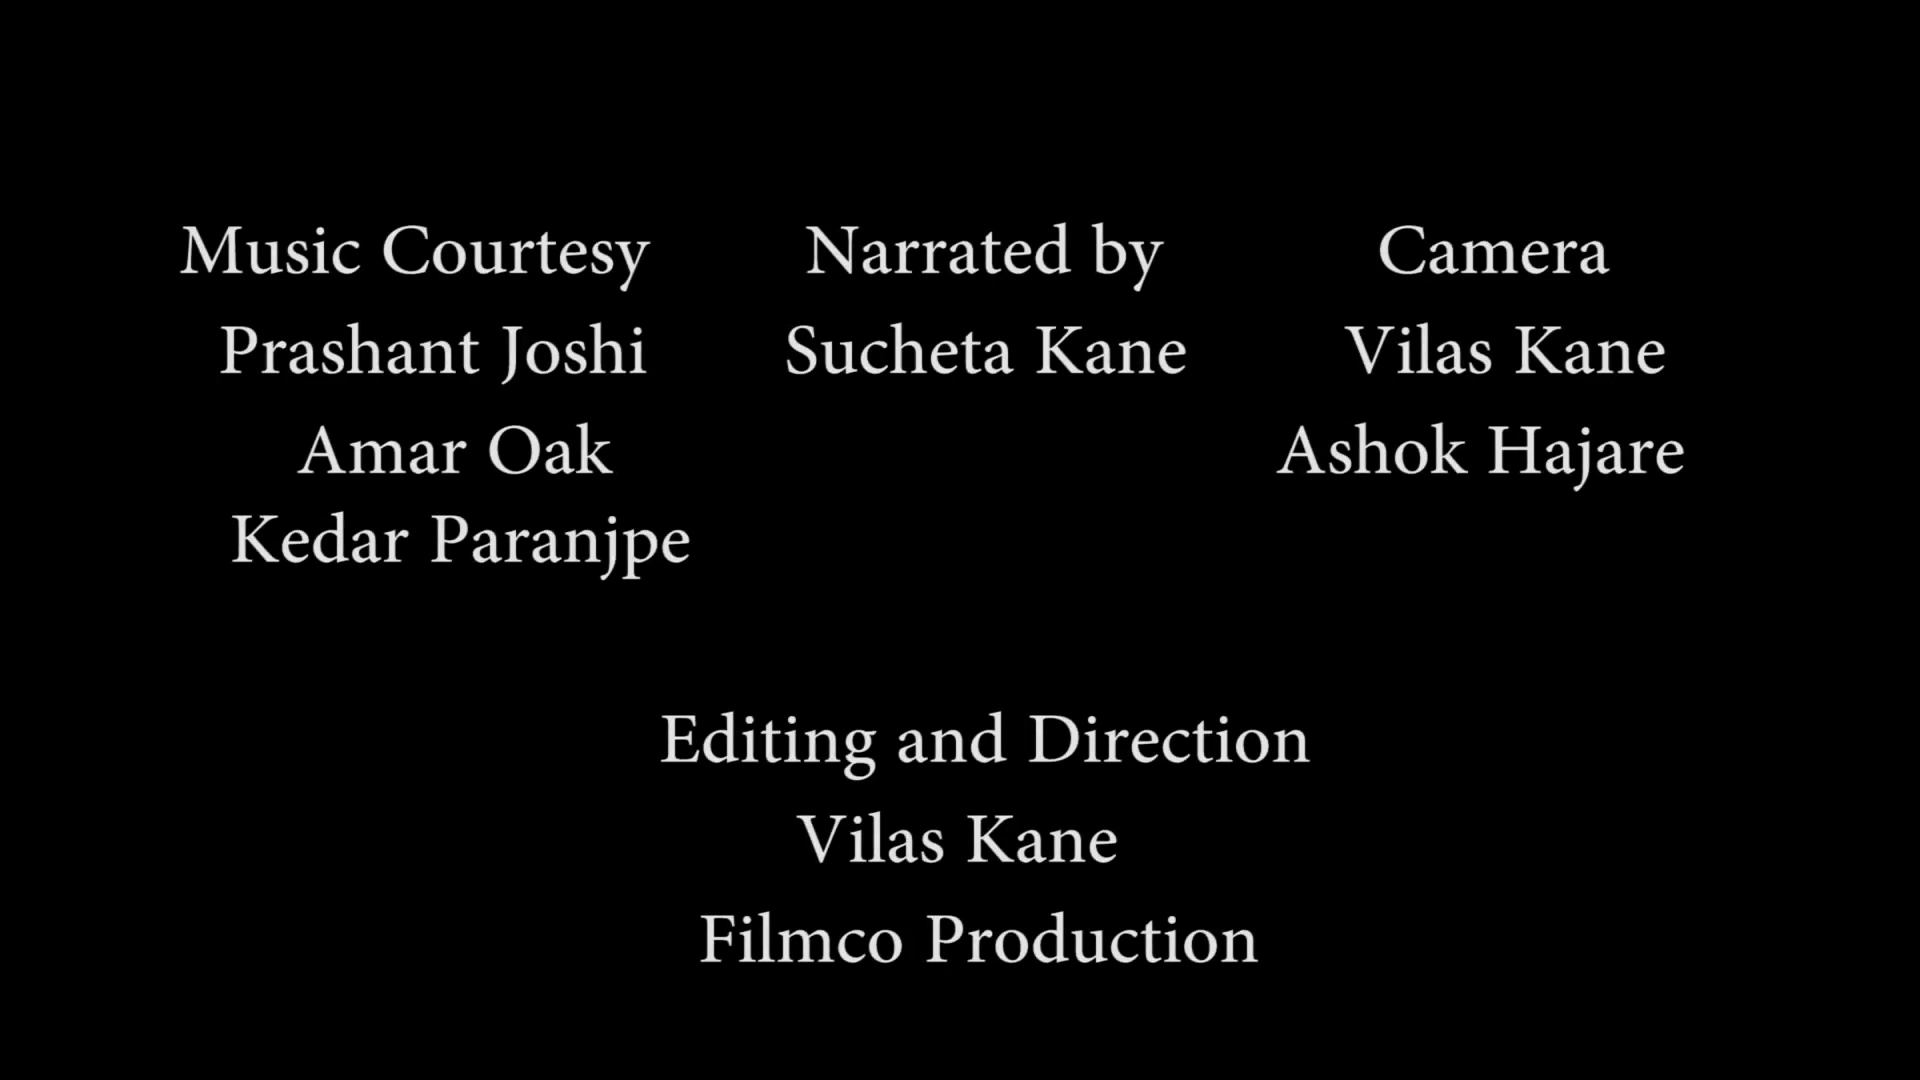 Music Courtesy
Prashant Joshi
Amar Oak
Kedar Paranjpe
Narrated by
Sucheta Kane
Camera
Vilas Kane
Ashok Hajare
Editing and Direction
Vilas Kane
Filmco Production